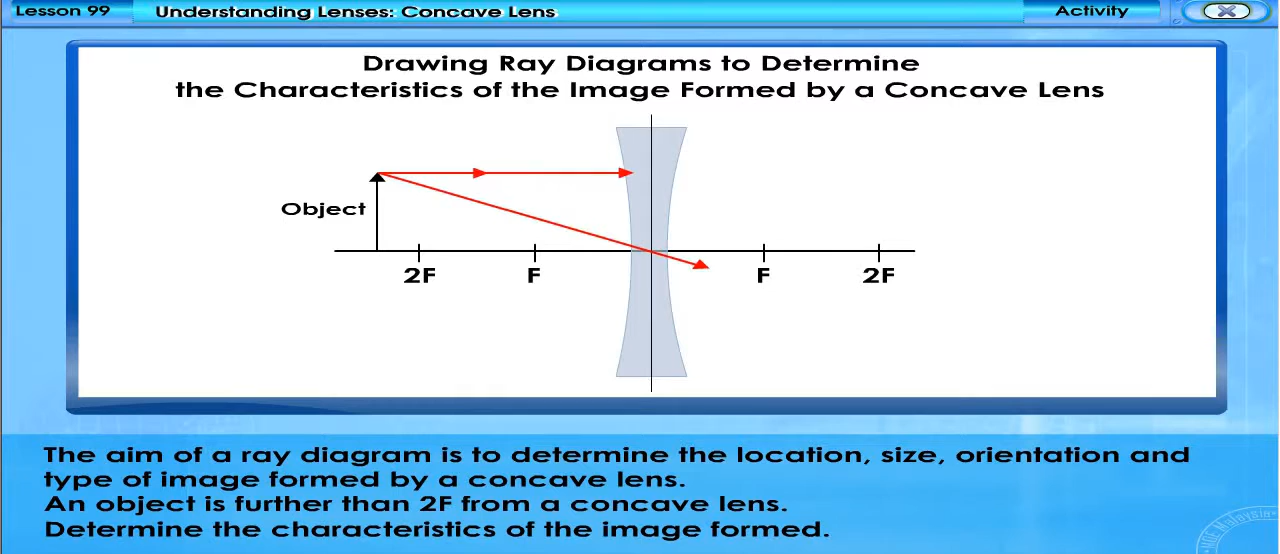 Lesson 99
Understanding Lenses: Concave Lens
Activity
Drawing Ray Diagrams to Determine
the Characteristics of the Image Formed by a Concave Lens
Object
2F
F
F
2F
The aim of a ray diagram is to determine the location, size, orientation and
type of image formed by a concave lens.
An object is further than 2F from a concave lens.
Determine the characteristics of the image formed.